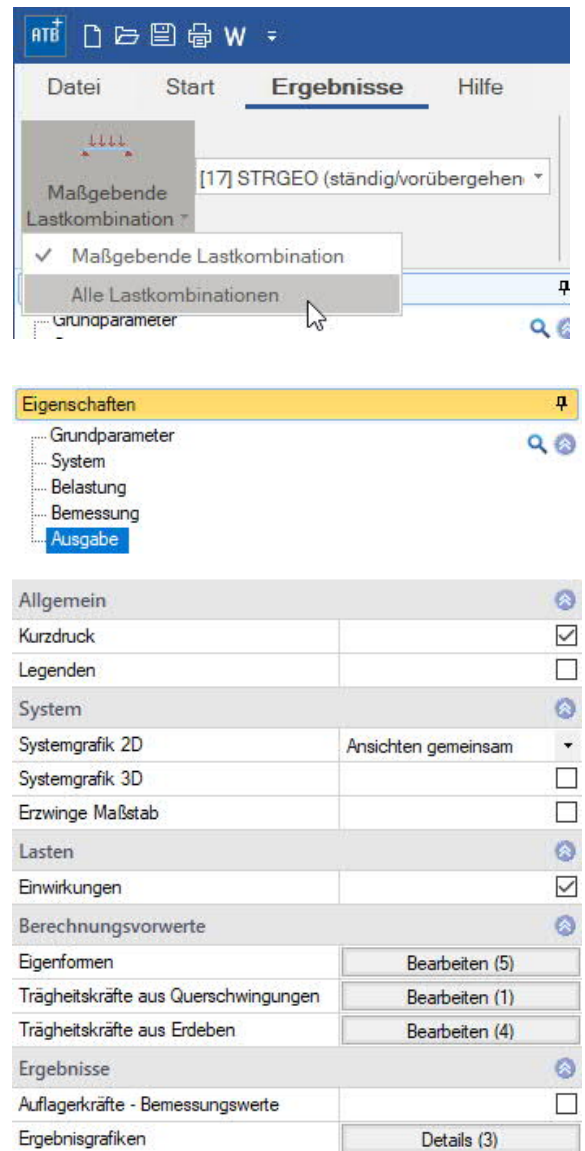 ATB+ W
Datei Start Ergebnisse Hilfe
Maßgebende
Lastkombination
[17] STRGEO (ständig/vorübergehen
Maßgebende Lastkombination
Alle Lastkombinationen
Grundparameter
Eigenschaften
Grundparameter
System
Belastung
Bemessung
Ausgabe
Allgemein
Kurzdruck
Legenden
System
Systemgrafik 2D Ansichten gemeinsam
Systemgrafik 3D
Erzwinge Maßstab
Lasten
Einwirkungen
Berechnungsvorwerte
Eigenformen Bearbeiten (5)
Trägheitskräfte aus Querschwingungen Bearbeiten (1)
Trägheitskräfte aus Erdeben Bearbeiten (4)
Ergebnisse
Auflagerkräfte - Bemessungswerte
Ergebnisgrafiken Details (3)